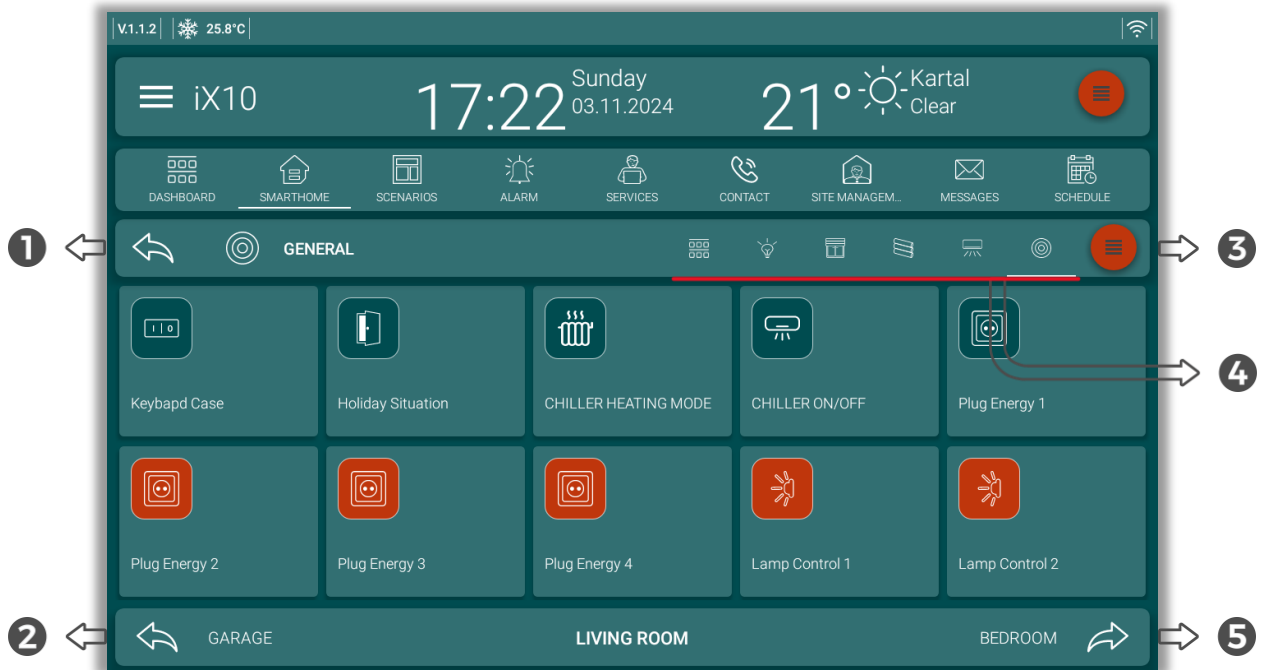 V.1.1.2 25.8°C
iX10 17:22 Sunday 03.11.2024 21° Kartal Clear
DASHBOARD SMARTHOME SCENARIOS ALARM SERVICES CONTACT SITE MANAGEM... MESSAGES SCHEDULE
1 GENERAL 3
Keybapd Case Holiday Situation CHILLER HEATING MODE CHILLER ON/OFF Plug Energy 1
4
Plug Energy 2 Plug Energy 3 Plug Energy 4 Lamp Control 1 Lamp Control 2
2 GARAGE LIVING ROOM BEDROOM 5